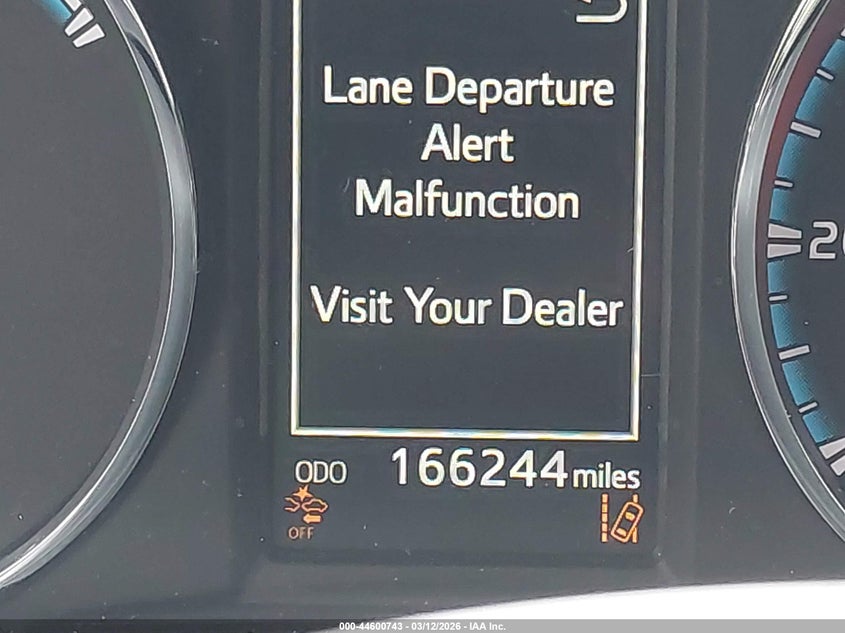 Lane Departure
Alert
Malfunction
Visit Your Dealer
ODO 166244 miles
OFF
000-44600743 - 03/12/2026 - IAA Inc.